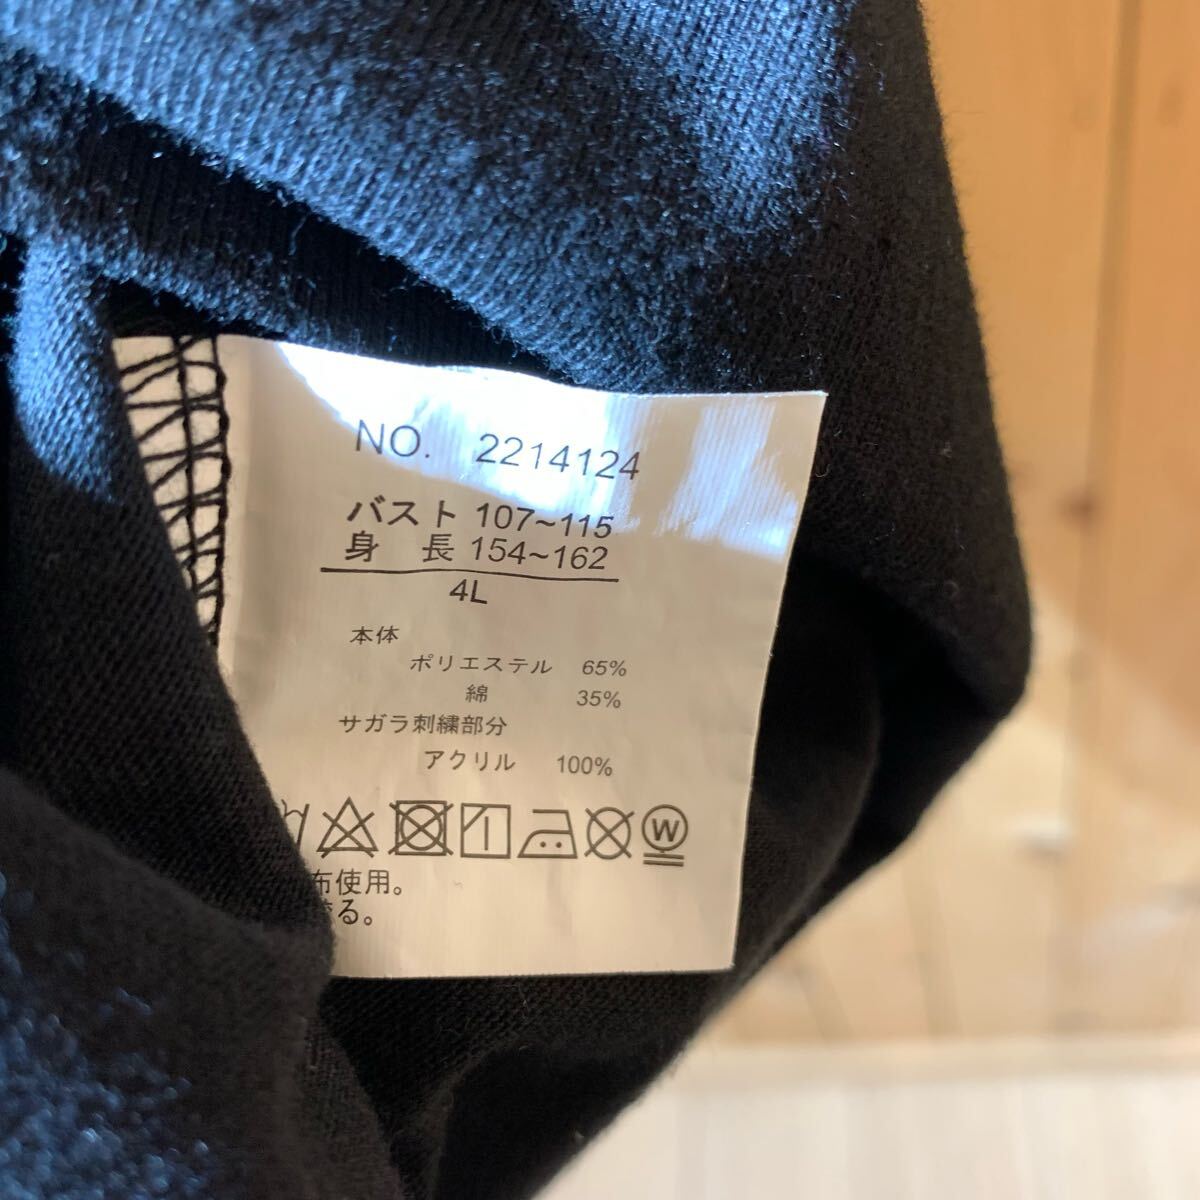 NO. 2214124
バスト 107~115
身 長 154~162
4L
本体
ポリエステル 65%
綿 35%
サガラ刺繍部分
アクリル 100%
W
布使用。
る。